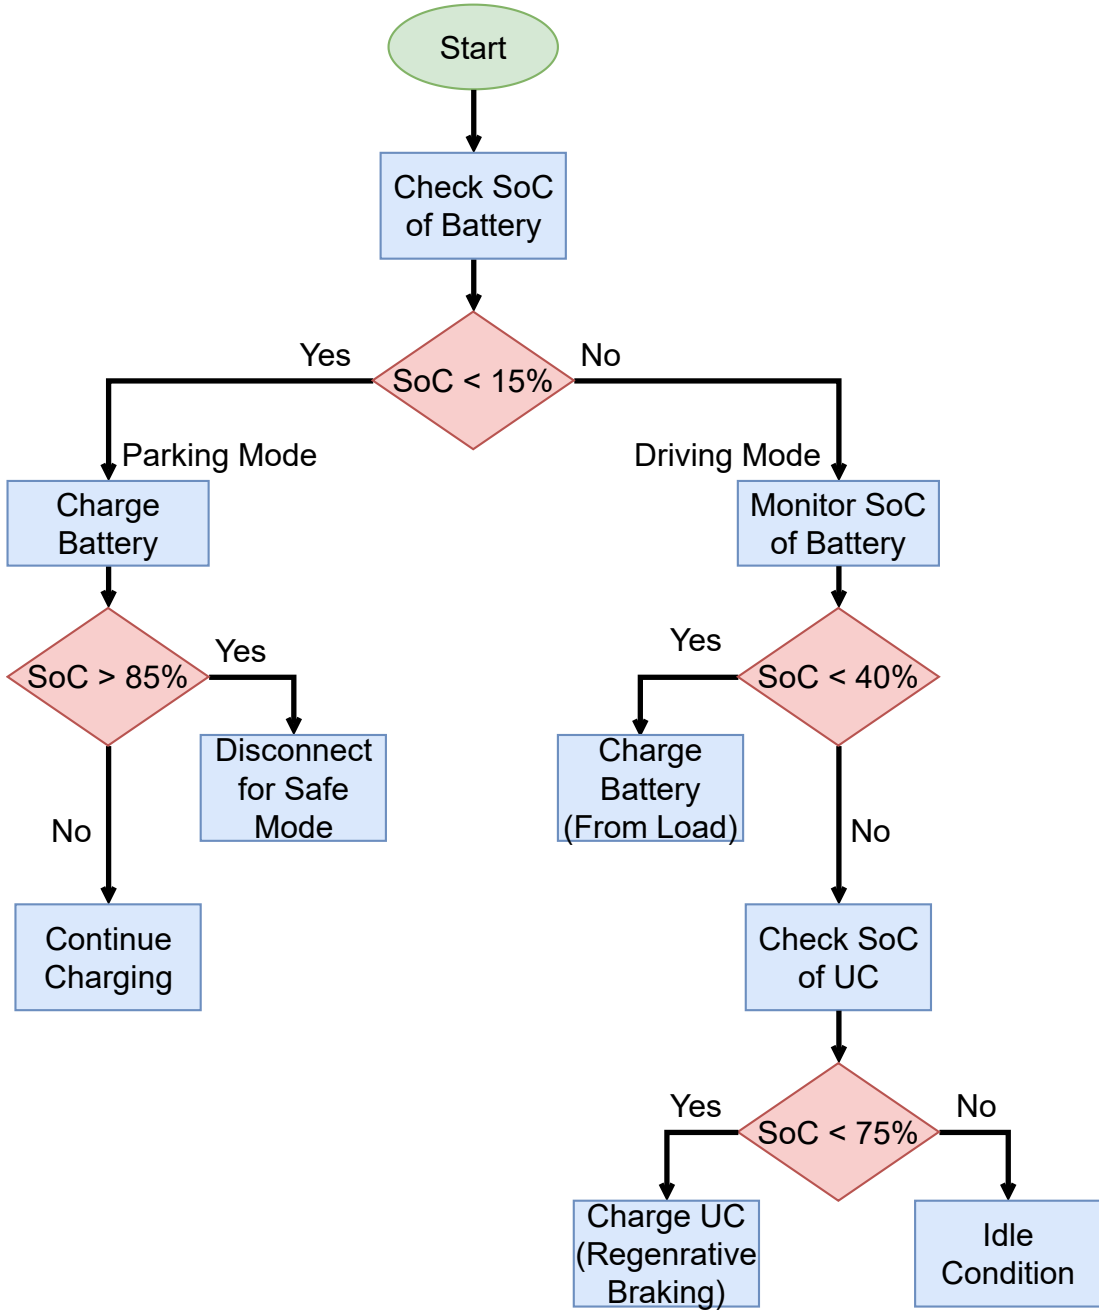 Start
Check SoC
of Battery
SoC < 15%
Yes
No
Parking Mode
Driving Mode
Charge
Battery
Monitor SoC
of Battery
SoC > 85%
Yes
Disconnect
for Safe
Mode
No
Continue
Charging
SoC < 40%
Yes
Charge
Battery
(From Load)
No
Check SoC
of UC
SoC < 75%
Yes
No
Charge UC
(Regenrative
Braking)
Idle
Condition